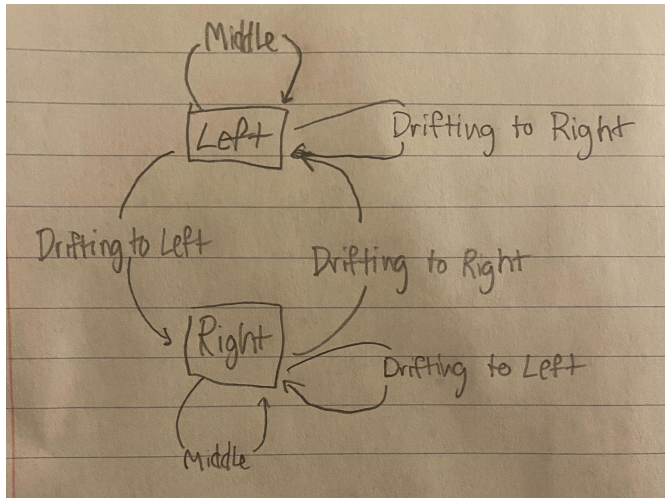 Middle
Left
Drifting to Right
Drifting to Left
Drifting to Right
Right
Drifting to Left
Middle